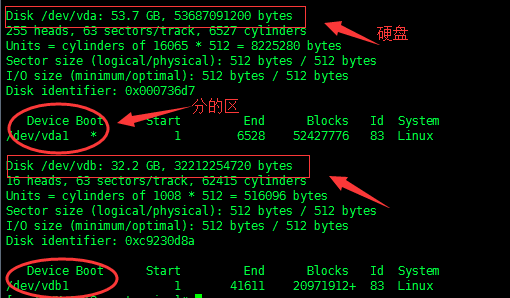 Disk /dev/vda: 53.7 GB, 53687091200 bytes
255 heads, 63 sectors/track, 6527 cylinders
硬盘
Units = cylinders of 16065 * 512 = 8225280 bytes
Sector size (logical/physical): 512 bytes / 512 bytes
I/O size (minimum/optimal): 512 bytes / 512 bytes
Disk identifier: 0x000736d7
分的区
Device Boot Start End Blocks Id System
/dev/vda1 * 1 6528 52427776 83 Linux
Disk /dev/vdb: 32.2 GB, 32212254720 bytes
16 heads, 63 sectors/track, 62415 cylinders
Units = cylinders of 1008 * 512 = 516096 bytes
Sector size (logical/physical): 512 bytes / 512 bytes
I/O size (minimum/optimal): 512 bytes / 512 bytes
Disk identifier: 0xc9230d8a
Device Boot Start End Blocks Id System
/dev/vdb1 1 41611 20971912+ 83 Linux